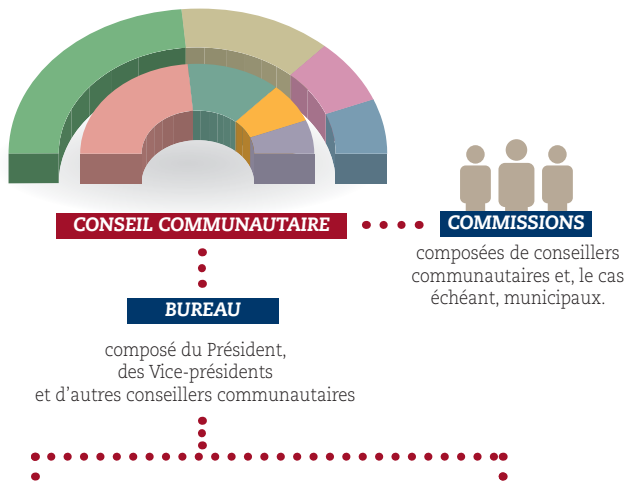 CONSEIL COMMUNAUTAIRE
COMMISSIONS
composées de conseillers
communautaires et, le cas
échéant, municipaux.
BUREAU
composé du Président,
des Vice-présidents
et d'autres conseillers communautaires